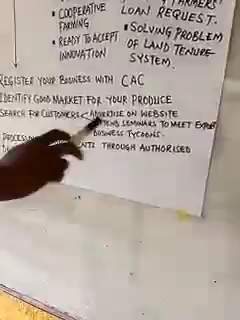 FARMERS'
• COOPERATIVE LOAN REQUEST.
FARMING • SOLVING PROBLEM
• READY TO ACCEPT OF LAND TENURE-
INNOVATION SYSTEM.
REGISTER YOUR BUSINESS WITH CAC
IDENTIFY GOOD MARKET FOR YOUR PRODUCE
SEARCH FOR CUSTOMERS ADVERTISE ON WEBSITE
ATTEND SEMINARS TO MEET EXPERT
BUSINESS TYCOONS.
THROUGH AUTHORISED